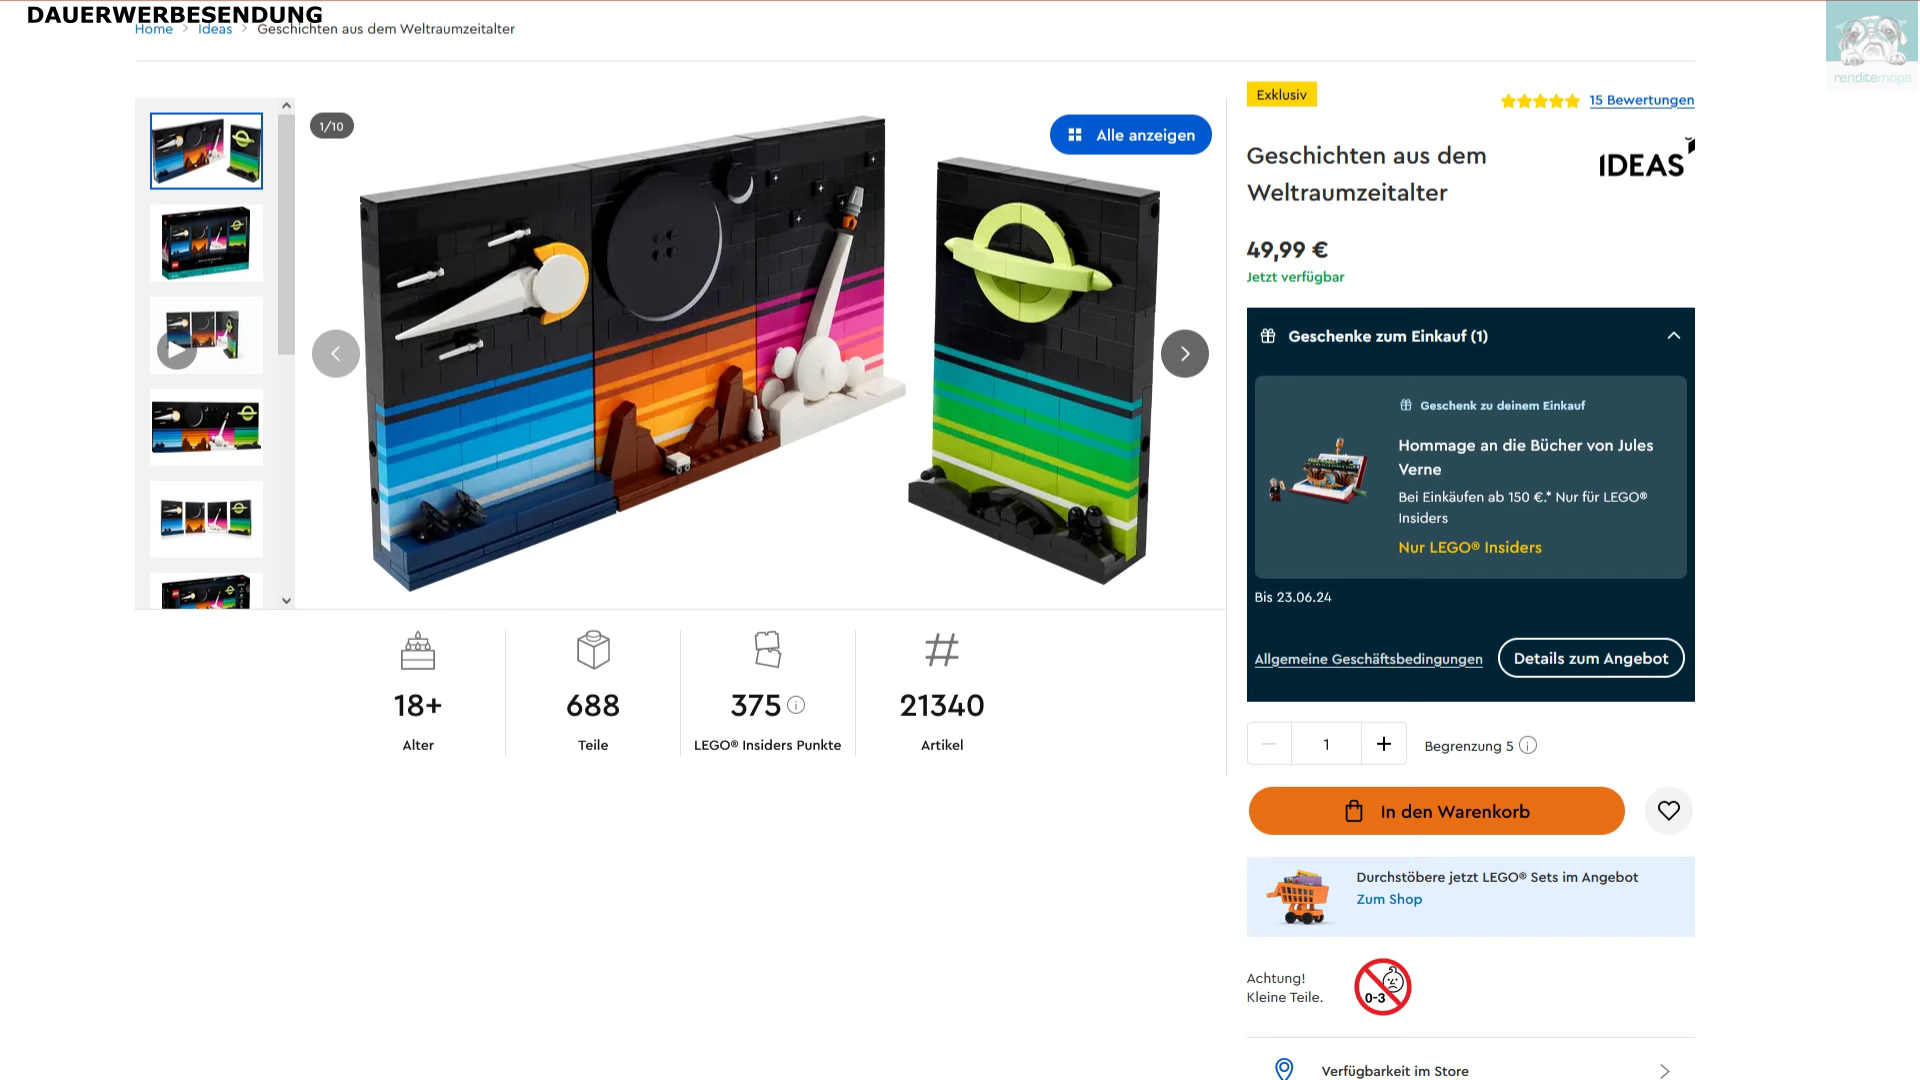 DAUERWERBESENDUNG
Home > Ideas > Geschichten aus dem Weltraumzeitalter
renditemops
1/10
Alle anzeigen
Exklusiv
15 Bewertungen
Geschichten aus dem
Weltraumzeitalter
IDEAS
49,99 €
Jetzt verfügbar
Geschenke zum Einkauf (1)
Geschenk zu deinem Einkauf
Hommage an die Bücher von Jules
Verne
Bei Einkäufen ab 150 €.* Nur für LEGO®
Insiders
Nur LEGO® Insiders
Bis 23.06.24
Allgemeine Geschäftsbedingungen
Details zum Angebot
18+
Alter
688
Teile
375
LEGO® Insiders Punkte
21340
Artikel
1
Begrenzung 5
In den Warenkorb
Durchstöbere jetzt LEGO® Sets im Angebot
Zum Shop
Achtung!
Kleine Teile.
0-3
Verfügbarkeit im Store